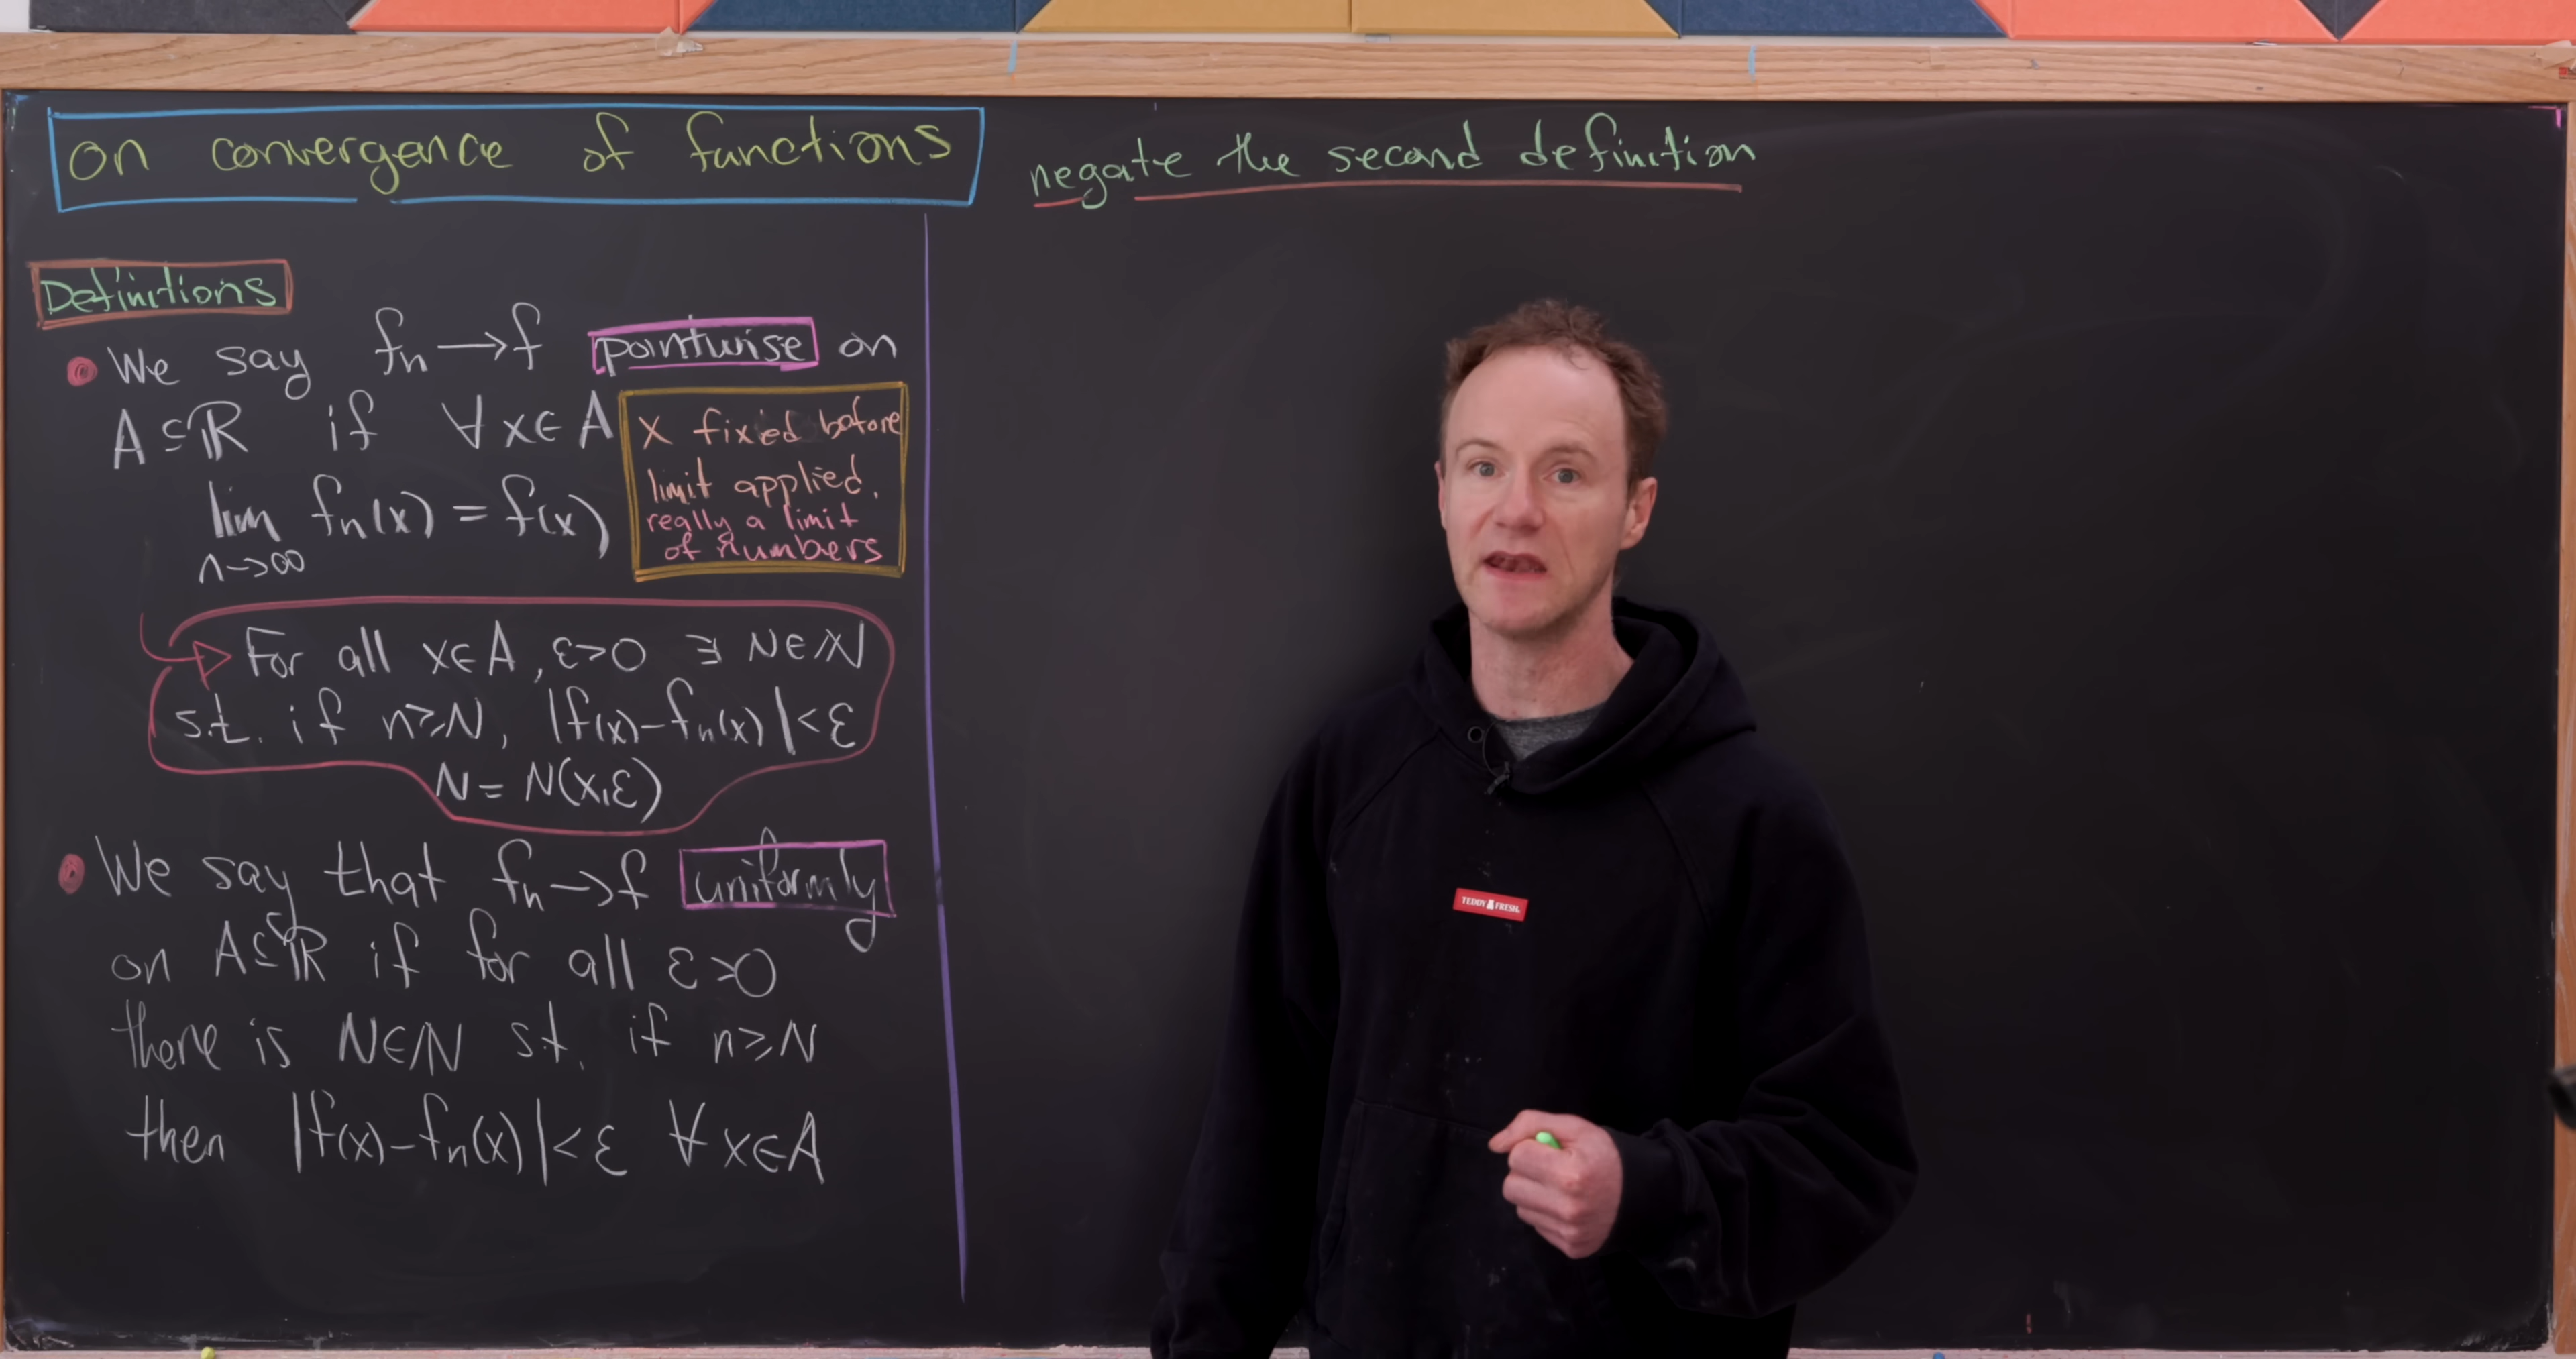 on convergence of functions
negate the second definition
Definitions
• We say fₙ→f pointwise on
A⊆ℝ if ∀ x∈A
lim fₙ(x) = f(x)
n→∞
x fixed before
limit applied.
really a limit
of numbers
For all x∈A, ε>0 ∃ N∈ℕ
s.t. if n≥N, |f(x)-fₙ(x)|<ε
N = N(x,ε)
• We say that fₙ→f uniformly
on A⊆ℝ if for all ε>0
there is N∈ℕ s.t. if n≥N
then |f(x)-fₙ(x)|<ε ∀ x∈A
TEDDY FRESH